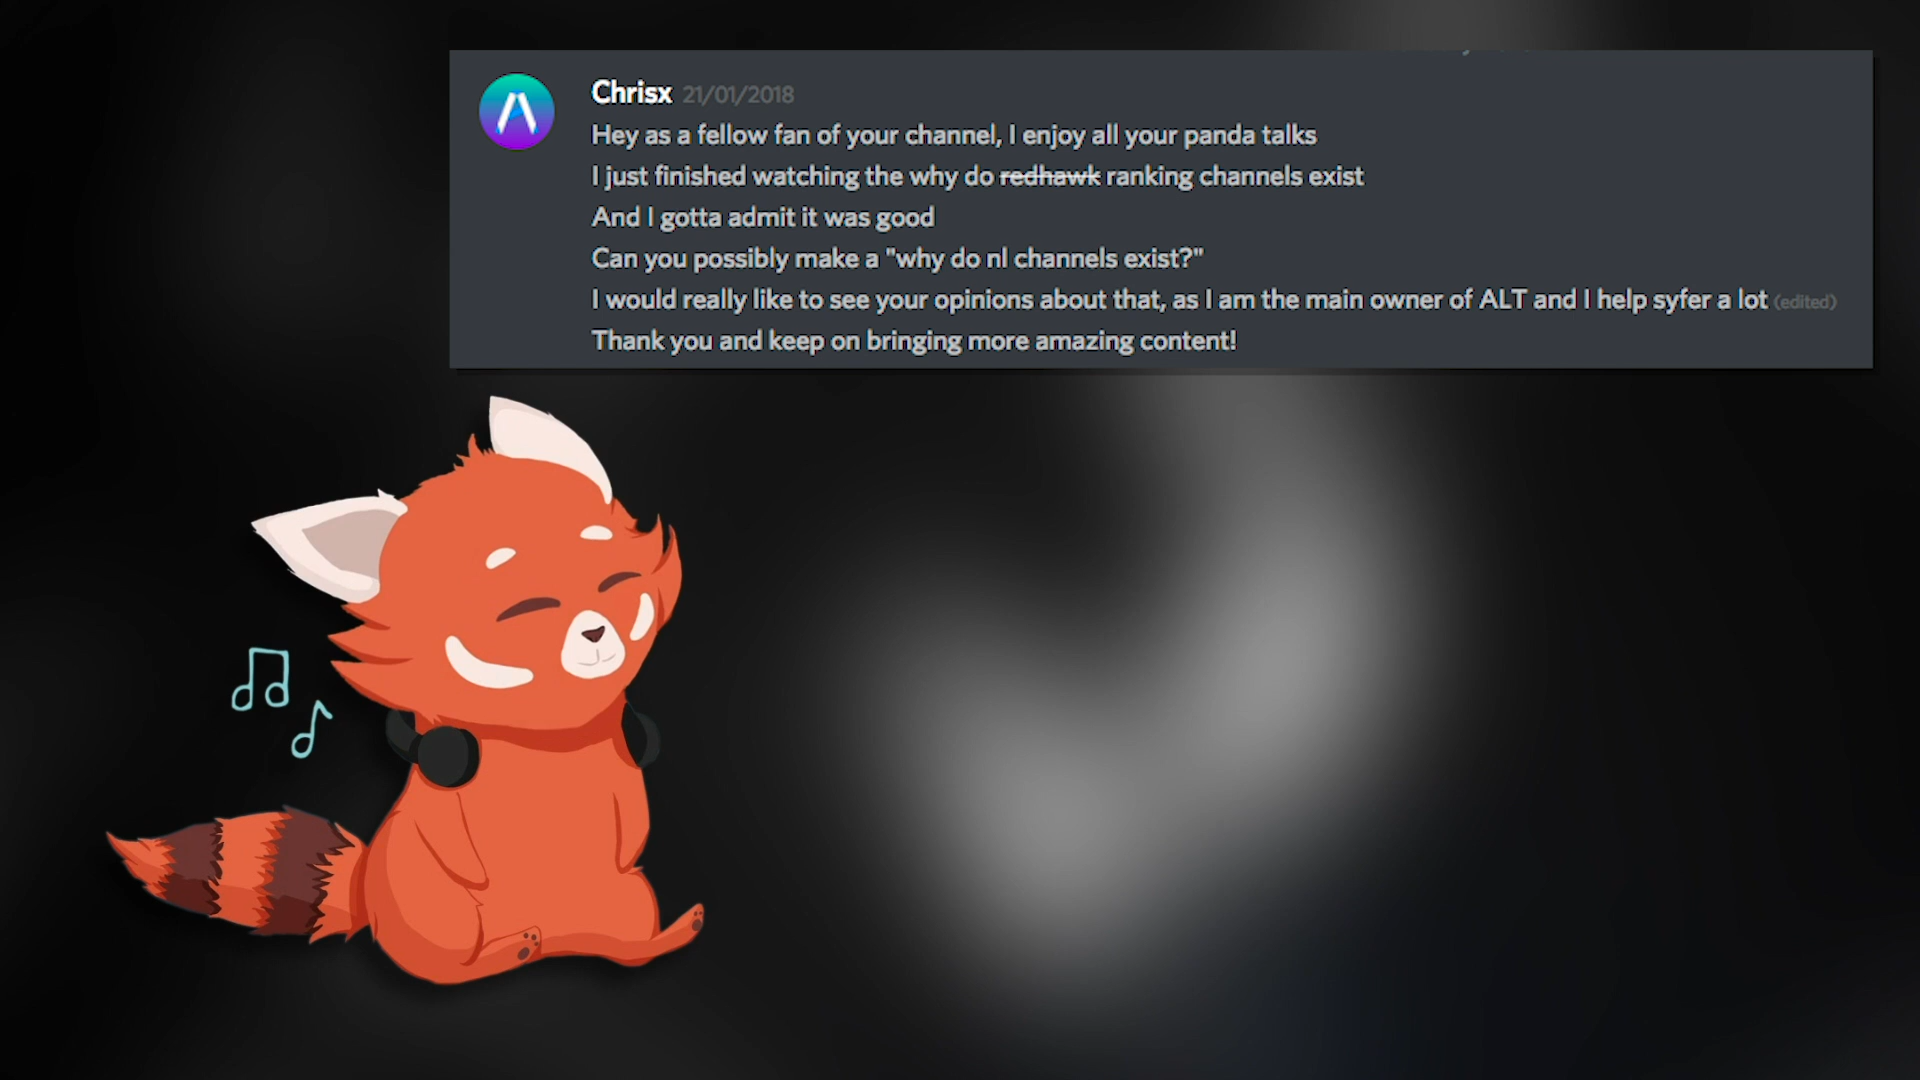 Chrisx 21/01/2018
Hey as a fellow fan of your channel, I enjoy all your panda talks
I just finished watching the why do redhawk ranking channels exist
And I gotta admit it was good
Can you possibly make a "why do nl channels exist?"
I would really like to see your opinions about that, as I am the main owner of ALT and I help syfer a lot (edited)
Thank you and keep on bringing more amazing content!